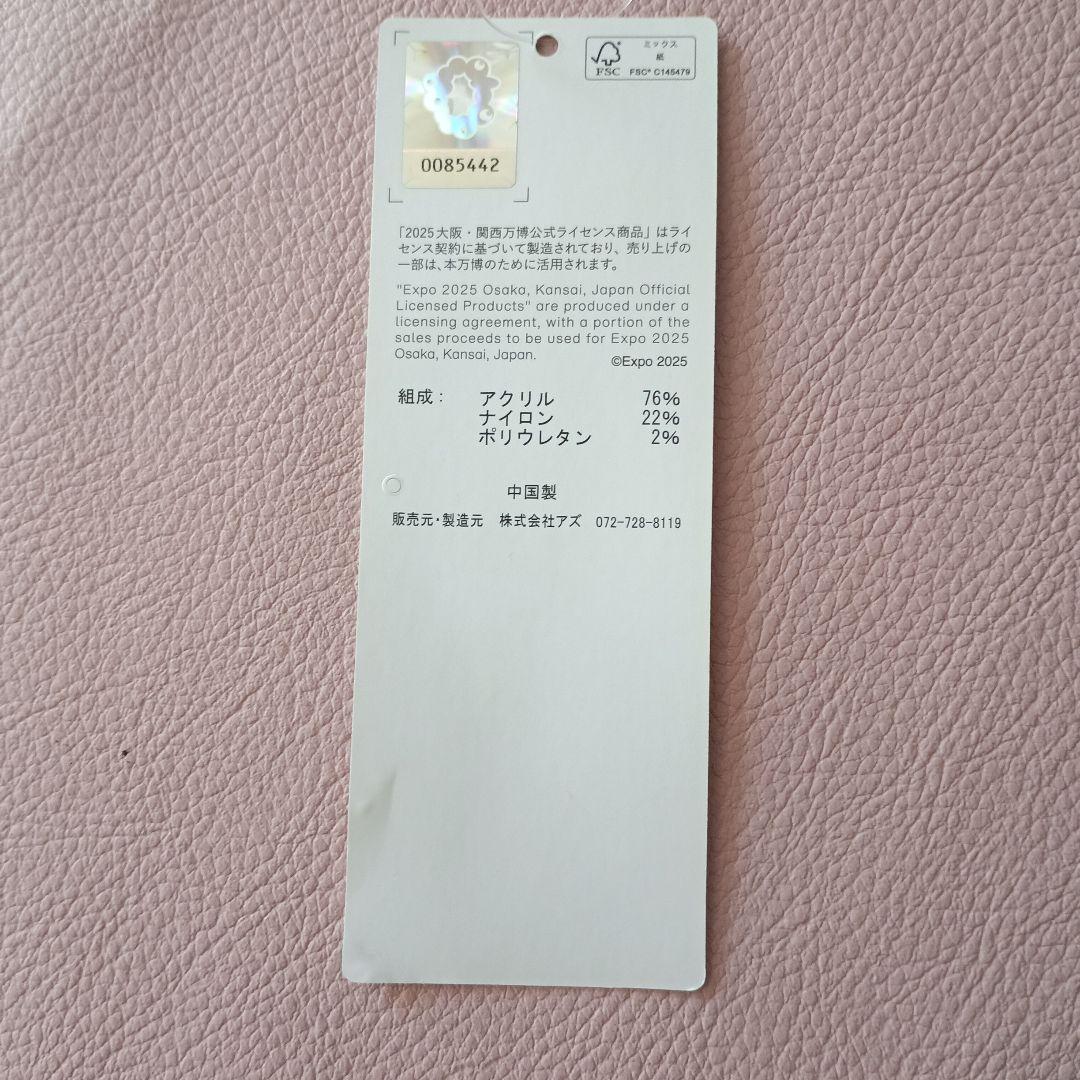 0085442
ミックス
紙
FSC
FSC® C145479
「2025大阪・関西万博公式ライセンス商品」はライ
センス契約に基づいて製造されており、売り上げの
一部は、本万博のために活用されます。
"Expo 2025 Osaka, Kansai, Japan Official
Licensed Products" are produced under a
licensing agreement, with a portion of the
sales proceeds to be used for Expo 2025
Osaka, Kansai, Japan.
©Expo 2025
組成： アクリル 76%
ナイロン 22%
ポリウレタン 2%
中国製
販売元・製造元 株式会社アズ 072-728-8119